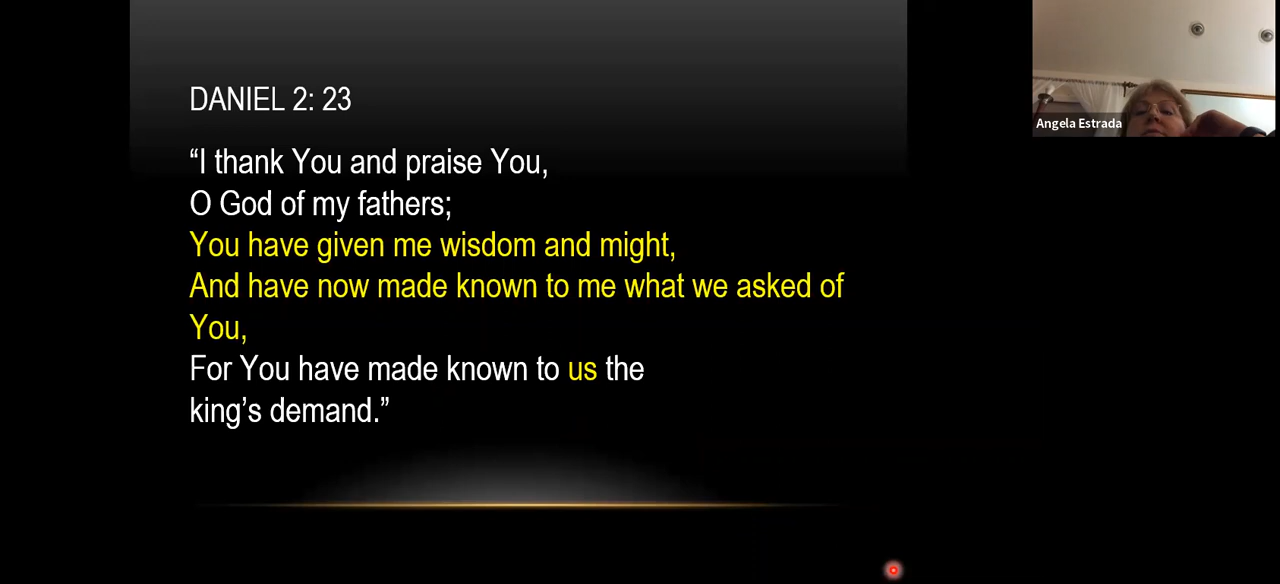 DANIEL 2: 23
“I thank You and praise You,
O God of my fathers;
You have given me wisdom and might,
And have now made known to me what we asked of
You,
For You have made known to us the
king’s demand.”
Angela Estrada